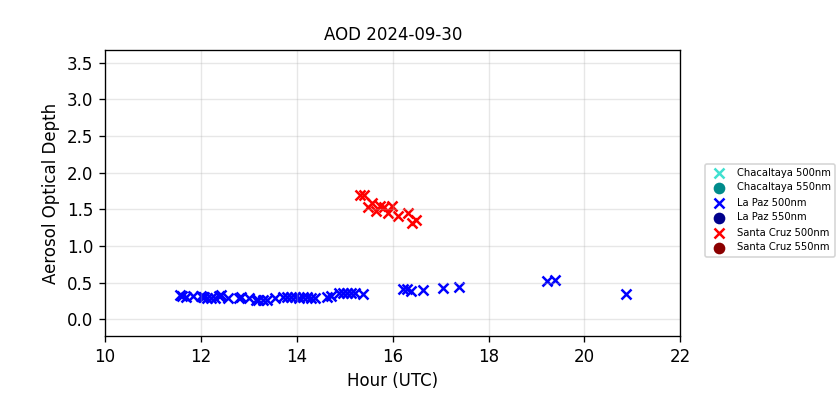 AOD 2024-09-30
Aerosol Optical Depth
3.5
3.0
2.5
2.0
1.5
1.0
0.5
0.0
10 12 14 16 18 20 22
Hour (UTC)
Chacaltaya 500nm
Chacaltaya 550nm
La Paz 500nm
La Paz 550nm
Santa Cruz 500nm
Santa Cruz 550nm